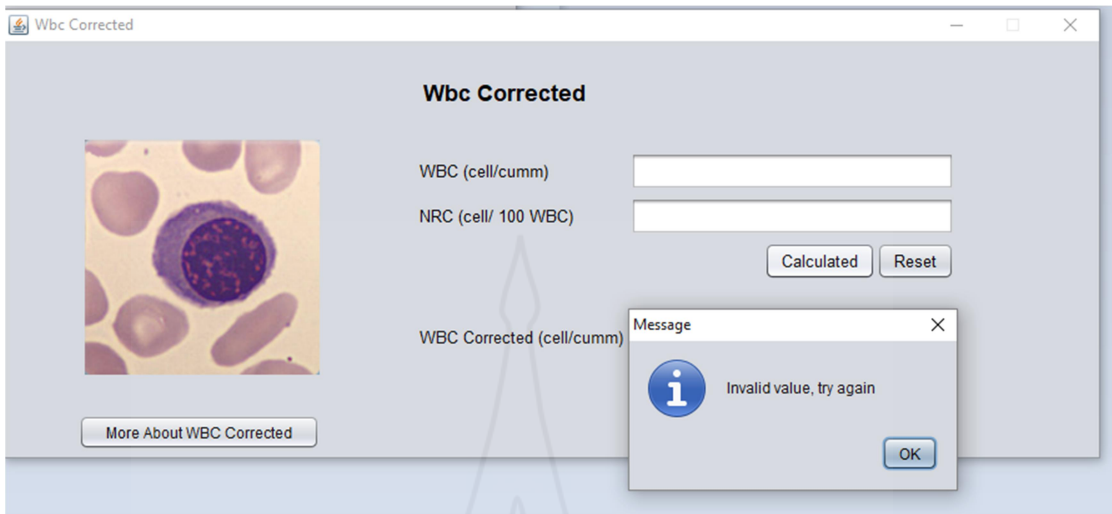 Wbc Corrected
Wbc Corrected
WBC (cell/cumm)
NRC (cell/ 100 WBC)
Calculated Reset
WBC Corrected (cell/cumm)
Message
Invalid value, try again
OK
More About WBC Corrected